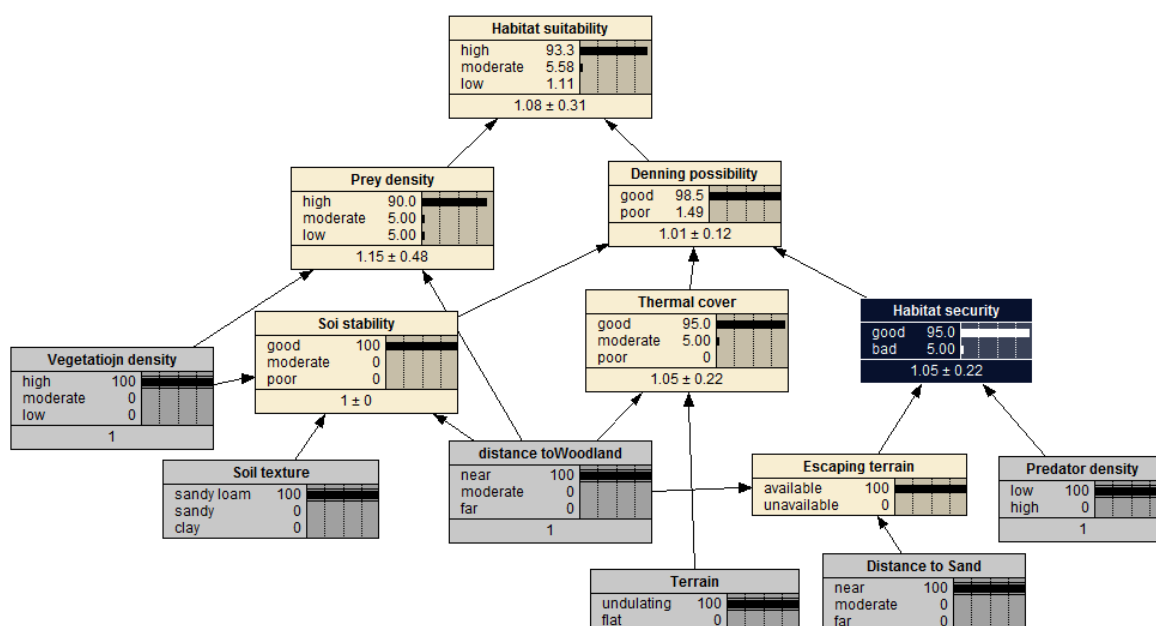 Habitat suitability
high 93.3
moderate 5.58
low 1.11
1.08 ± 0.31
Prey density
high 90.0
moderate 5.00
low 5.00
1.15 ± 0.48
Denning possibility
good 98.5
poor 1.49
1.01 ± 0.12
Soi stability
good 100
moderate 0
poor 0
1 ± 0
Thermal cover
good 95.0
moderate 5.00
poor 0
1.05 ± 0.22
Habitat security
good 95.0
bad 5.00
1.05 ± 0.22
Vegetatiojn density
high 100
moderate 0
low 0
1
Soil texture
sandy loam 100
sandy 0
clay 0
distance toWoodland
near 100
moderate 0
far 0
1
Escaping terrain
available 100
unavailable 0
Predator density
low 100
high 0
1
Terrain
undulating 100
flat 0
Distance to Sand
near 100
moderate 0
far 0